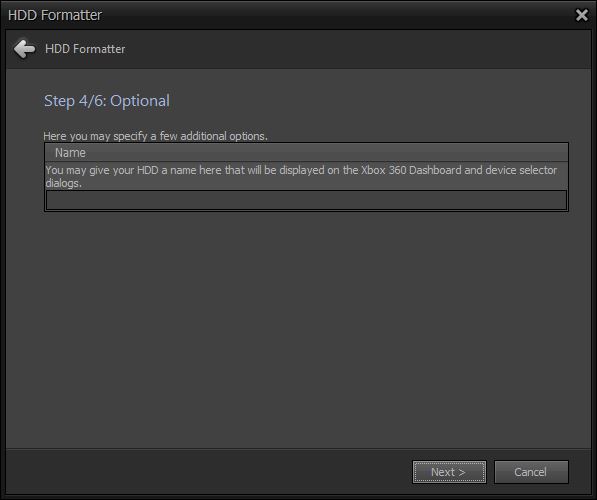 HDD Formatter
HDD Formatter
Step 4/6: Optional
Here you may specify a few additional options.
Name
You may give your HDD a name here that will be displayed on the Xbox 360 Dashboard and device selector
dialogs.
Next >
Cancel